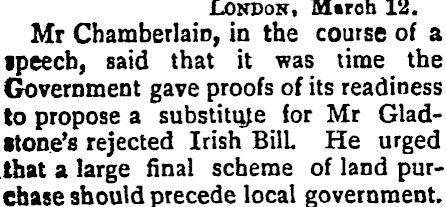 London, March 12.
Mr Chamberlain, in the course of a
speech, said that it was time the
Government gave proofs of its readiness
to propose a substitute for Mr Glad-
stone's rejected Irish Bill. He urged
that a large final scheme of land pur-
chase should precede local government.